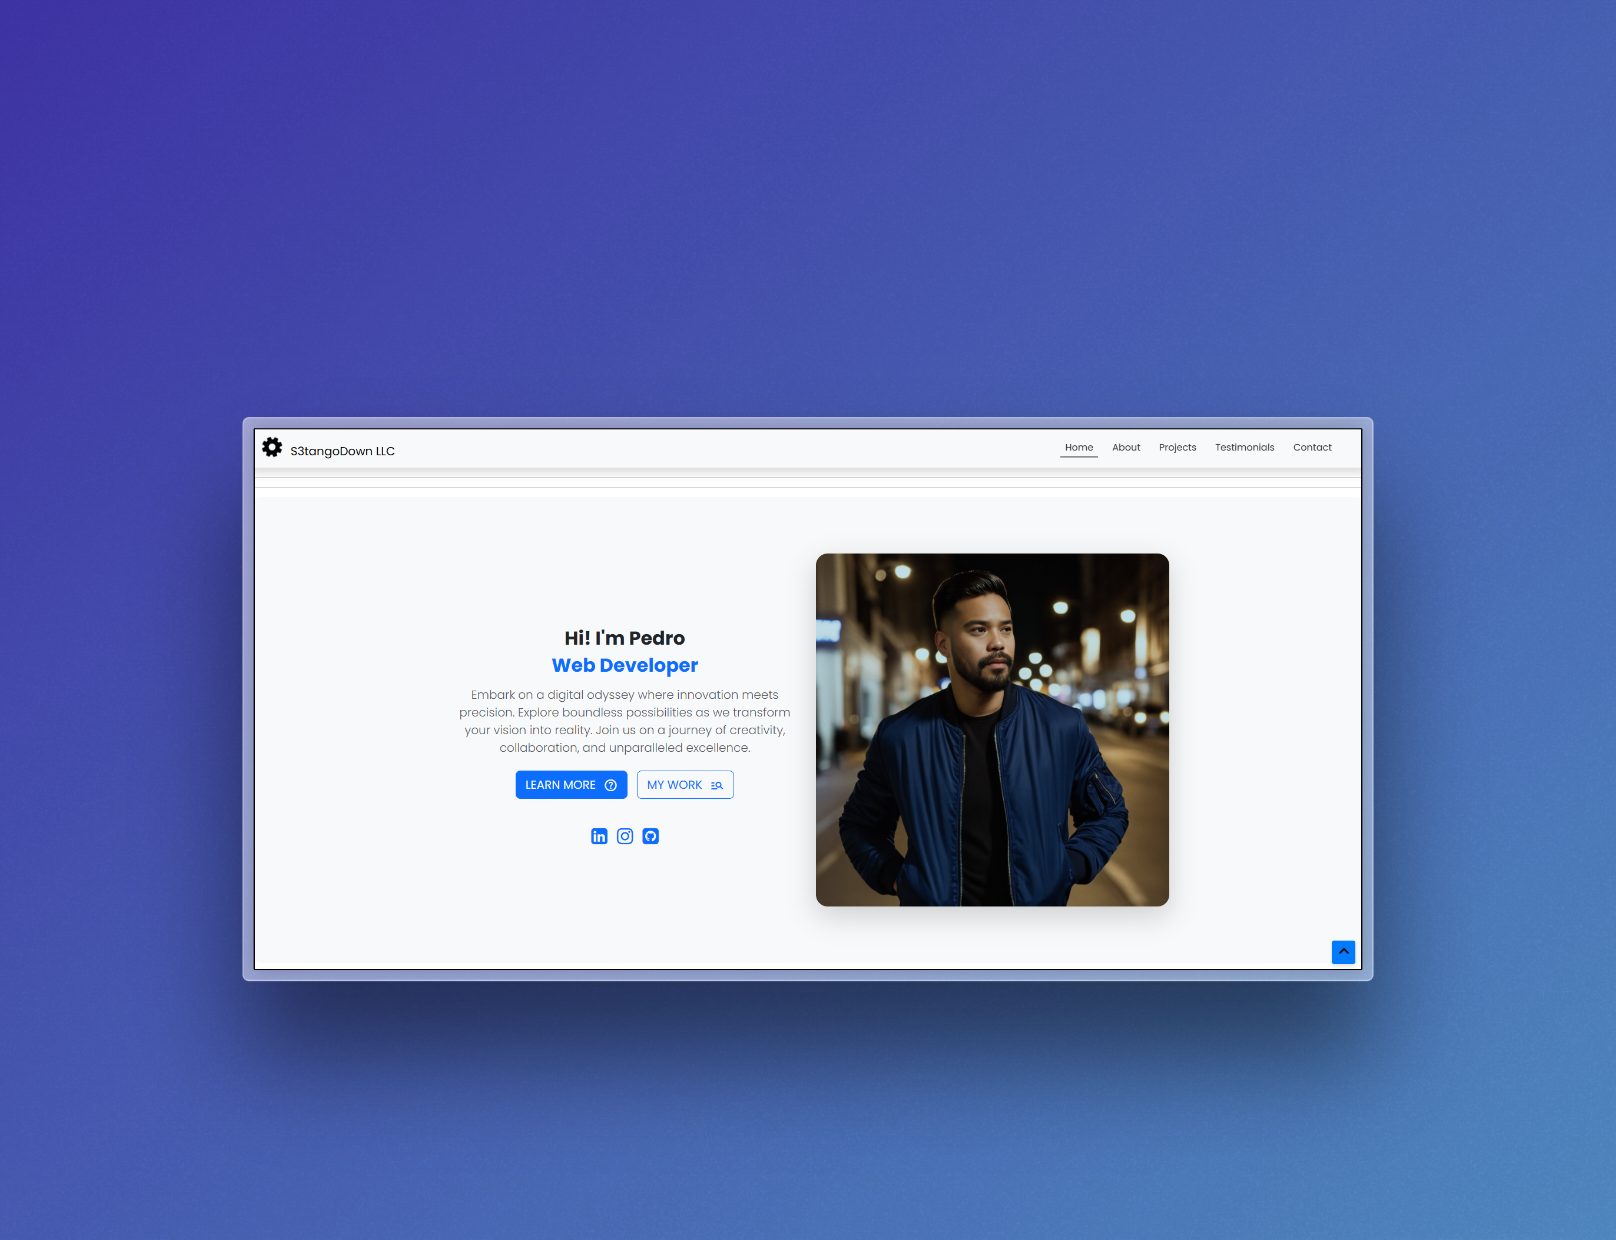 S3tangoDown LLC
Home About Projects Testimonials Contact
Hi! I'm Pedro
Web Developer
Embark on a digital odyssey where innovation meets
precision. Explore boundless possibilities as we transform
your vision into reality. Join us on a journey of creativity,
collaboration, and unparalleled excellence.
LEARN MORE
MY WORK
in